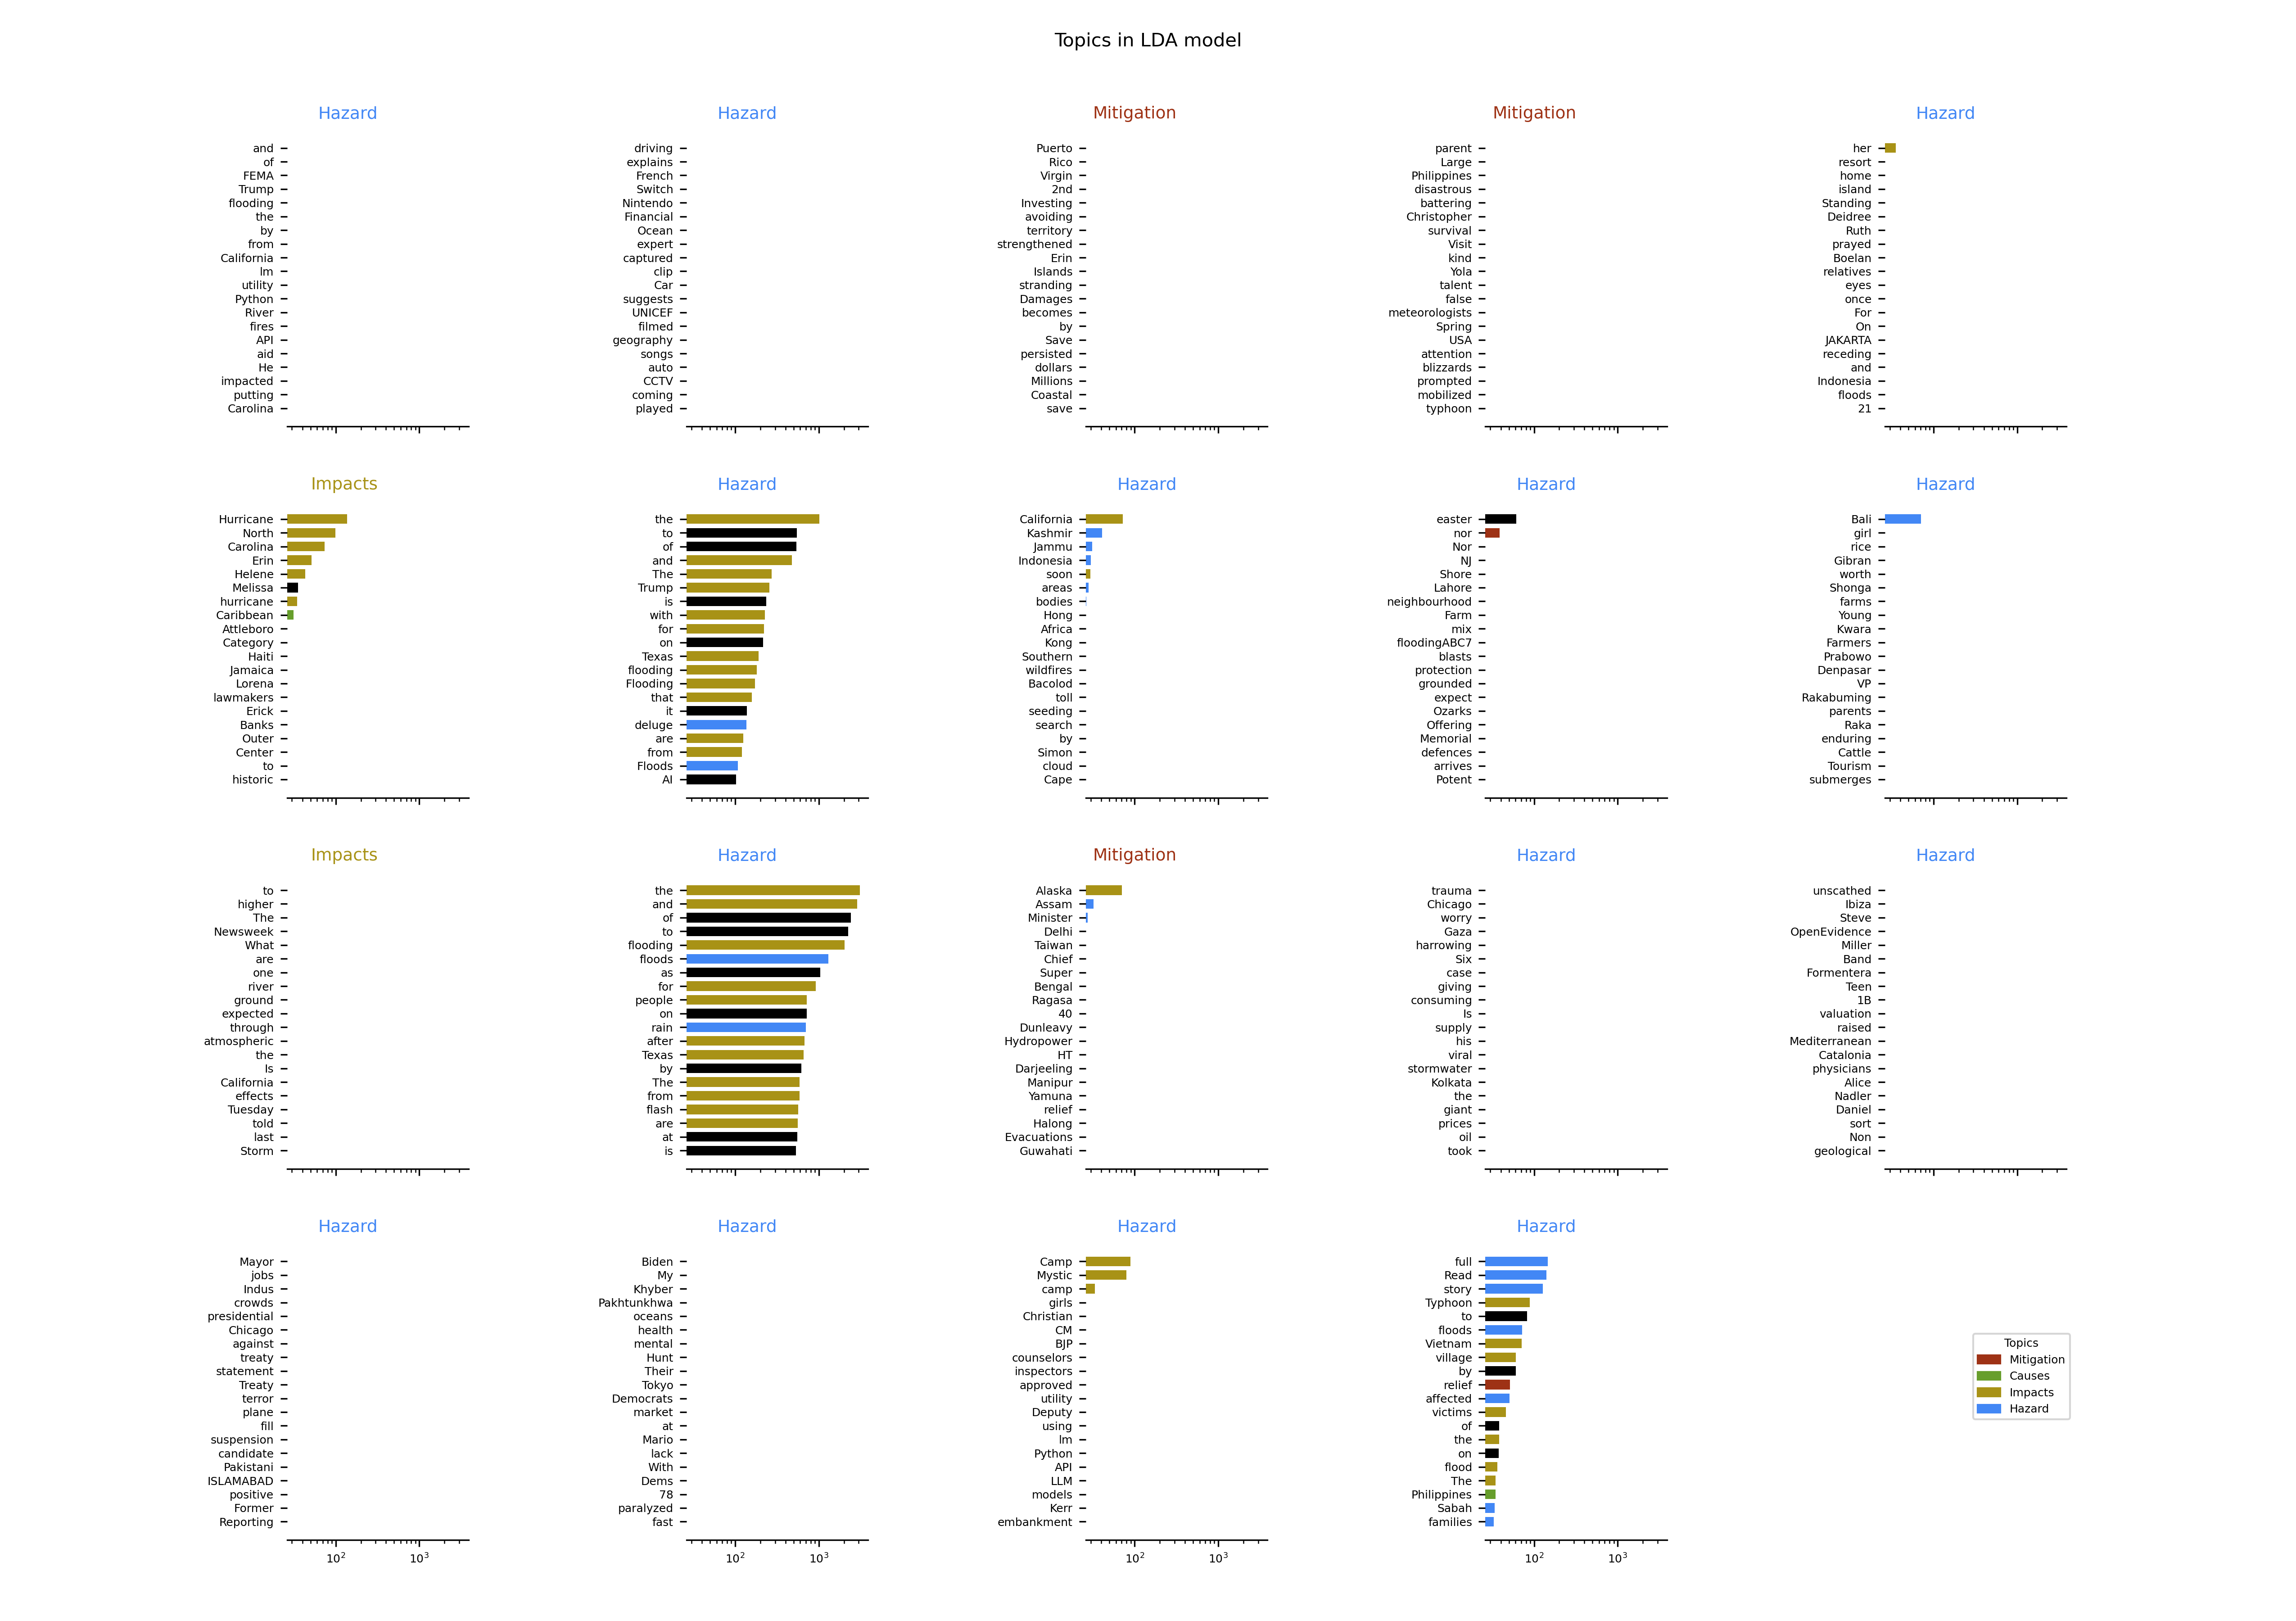 Topics in LDA model
Hazard
and
of
FEMA
Trump
flooding
the
by
from
California
lm
utility
Python
River
fires
API
aid
He
impacted
putting
Carolina
Hazard
driving
explains
French
Switch
Nintendo
Financial
Ocean
expert
captured
clip
Car
suggests
UNICEF
filmed
geography
songs
auto
CCTV
coming
played
Mitigation
Puerto
Rico
Virgin
2nd
Investing
avoiding
territory
strengthened
Erin
Islands
stranding
Damages
becomes
by
Save
persisted
dollars
Millions
Coastal
save
Mitigation
parent
Large
Philippines
disastrous
battering
Christopher
survival
Visit
kind
Yola
talent
false
meteorologists
Spring
USA
attention
blizzards
prompted
mobilized
typhoon
Hazard
her
resort
home
island
Standing
Deidree
Ruth
prayed
Boelan
relatives
eyes
once
For
On
JAKARTA
receding
and
Indonesia
floods
21
Impacts
Hurricane
North
Carolina
Erin
Helene
Melissa
hurricane
Caribbean
Attleboro
Category
Haiti
Jamaica
Lorena
lawmakers
Erick
Banks
Outer
Center
to
historic
Hazard
the
to
of
and
The
Trump
is
with
for
on
Texas
flooding
Flooding
that
it
deluge
are
from
Floods
AI
Hazard
California
Kashmir
Jammu
Indonesia
soon
areas
bodies
Hong
Africa
Kong
Southern
wildfires
Bacolod
toll
seeding
search
by
Simon
cloud
Cape
Hazard
easter
nor
Nor
NJ
Shore
Lahore
neighbourhood
Farm
mix
floodingABC7
blasts
protection
grounded
expect
Ozarks
Offering
Memorial
defences
arrives
Potent
Hazard
Bali
girl
rice
Gibran
worth
Shonga
farms
Young
Kwara
Farmers
Prabowo
Denpasar
VP
Rakabuming
parents
Raka
enduring
Cattle
Tourism
submerges
Impacts
to
higher
The
Newsweek
What
are
one
river
ground
expected
through
atmospheric
the
Is
California
effects
Tuesday
told
last
Storm
Hazard
the
and
of
to
flooding
floods
as
for
people
on
rain
after
Texas
by
The
from
flash
are
at
is
Mitigation
Alaska
Assam
Minister
Delhi
Taiwan
Chief
Super
Bengal
Ragasa
40
Dunleavy
Hydropower
HT
Darjeeling
Manipur
Yamuna
relief
Halong
Evacuations
Guwahati
Hazard
trauma
Chicago
worry
Gaza
harrowing
Six
case
giving
consuming
Is
supply
his
viral
stormwater
Kolkata
the
giant
prices
oil
took
Hazard
unscathed
Ibiza
Steve
OpenEvidence
Miller
Band
Formentera
Teen
1B
valuation
raised
Mediterranean
Catalonia
physicians
Alice
Nadler
Daniel
sort
Non
geological
Hazard
Mayor
jobs
Indus
crowds
presidential
Chicago
against
treaty
statement
Treaty
terror
plane
fill
suspension
candidate
Pakistani
ISLAMABAD
positive
Former
Reporting
10² 10³
Hazard
Biden
My
Khyber
Pakhtunkhwa
oceans
health
mental
Hunt
Their
Tokyo
Democrats
market
at
Mario
lack
With
Dems
78
paralyzed
fast
10² 10³
Hazard
Camp
Mystic
camp
girls
Christian
CM
BJP
counselors
inspectors
approved
utility
Deputy
using
lm
Python
API
LLM
models
Kerr
embankment
10² 10³
Hazard
full
Read
story
Typhoon
to
floods
Vietnam
village
by
relief
affected
victims
of
the
on
flood
The
Philippines
Sabah
families
10² 10³
Topics
Mitigation
Causes
Impacts
Hazard